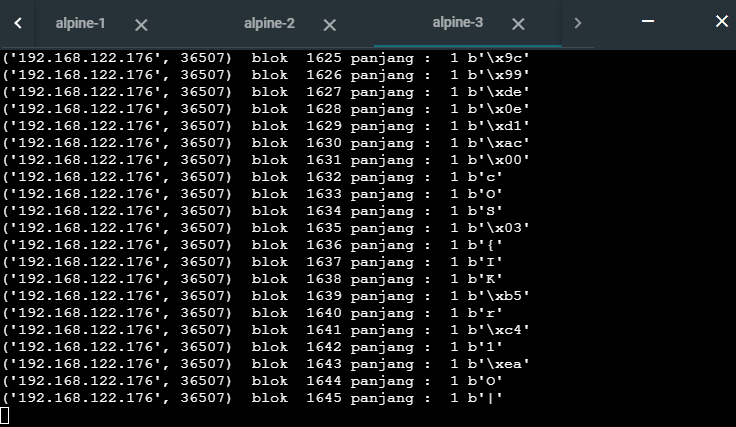 alpine-1 alpine-2 alpine-3
('192.168.122.176', 36507) blok 1625 panjang : 1 b'\x9c'
('192.168.122.176', 36507) blok 1626 panjang : 1 b'\x99'
('192.168.122.176', 36507) blok 1627 panjang : 1 b'\xde'
('192.168.122.176', 36507) blok 1628 panjang : 1 b'\x0e'
('192.168.122.176', 36507) blok 1629 panjang : 1 b'\xd1'
('192.168.122.176', 36507) blok 1630 panjang : 1 b'\xac'
('192.168.122.176', 36507) blok 1631 panjang : 1 b'\x00'
('192.168.122.176', 36507) blok 1632 panjang : 1 b'c'
('192.168.122.176', 36507) blok 1633 panjang : 1 b'O'
('192.168.122.176', 36507) blok 1634 panjang : 1 b'S'
('192.168.122.176', 36507) blok 1635 panjang : 1 b'\x03'
('192.168.122.176', 36507) blok 1636 panjang : 1 b'{'
('192.168.122.176', 36507) blok 1637 panjang : 1 b'I'
('192.168.122.176', 36507) blok 1638 panjang : 1 b'K'
('192.168.122.176', 36507) blok 1639 panjang : 1 b'\xb5'
('192.168.122.176', 36507) blok 1640 panjang : 1 b'r'
('192.168.122.176', 36507) blok 1641 panjang : 1 b'\xc4'
('192.168.122.176', 36507) blok 1642 panjang : 1 b'1'
('192.168.122.176', 36507) blok 1643 panjang : 1 b'\xea'
('192.168.122.176', 36507) blok 1644 panjang : 1 b'O'
('192.168.122.176', 36507) blok 1645 panjang : 1 b'|'